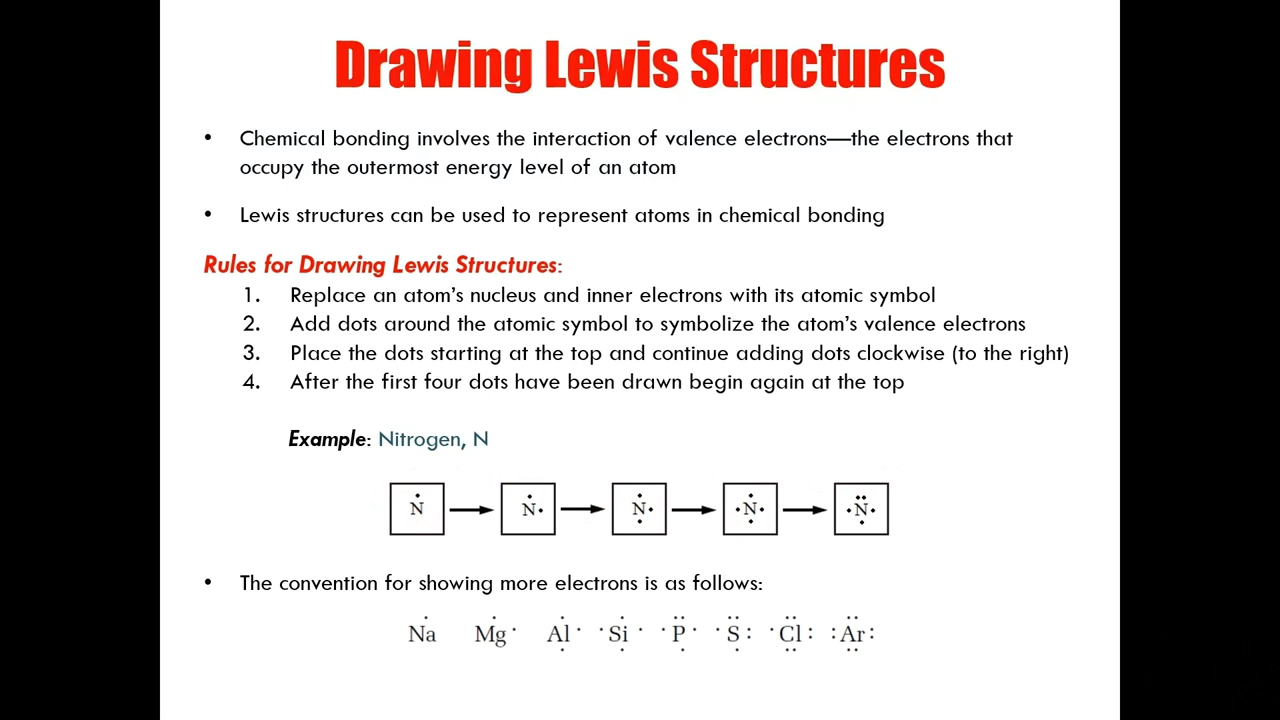 Drawing Lewis Structures
• Chemical bonding involves the interaction of valence electrons—the electrons that
occupy the outermost energy level of an atom
• Lewis structures can be used to represent atoms in chemical bonding
Rules for Drawing Lewis Structures:
1. Replace an atom’s nucleus and inner electrons with its atomic symbol
2. Add dots around the atomic symbol to symbolize the atom’s valence electrons
3. Place the dots starting at the top and continue adding dots clockwise (to the right)
4. After the first four dots have been drawn begin again at the top
Example: Nitrogen, N
N N N N N
• The convention for showing more electrons is as follows:
Na Mg Al Si P S Cl Ar